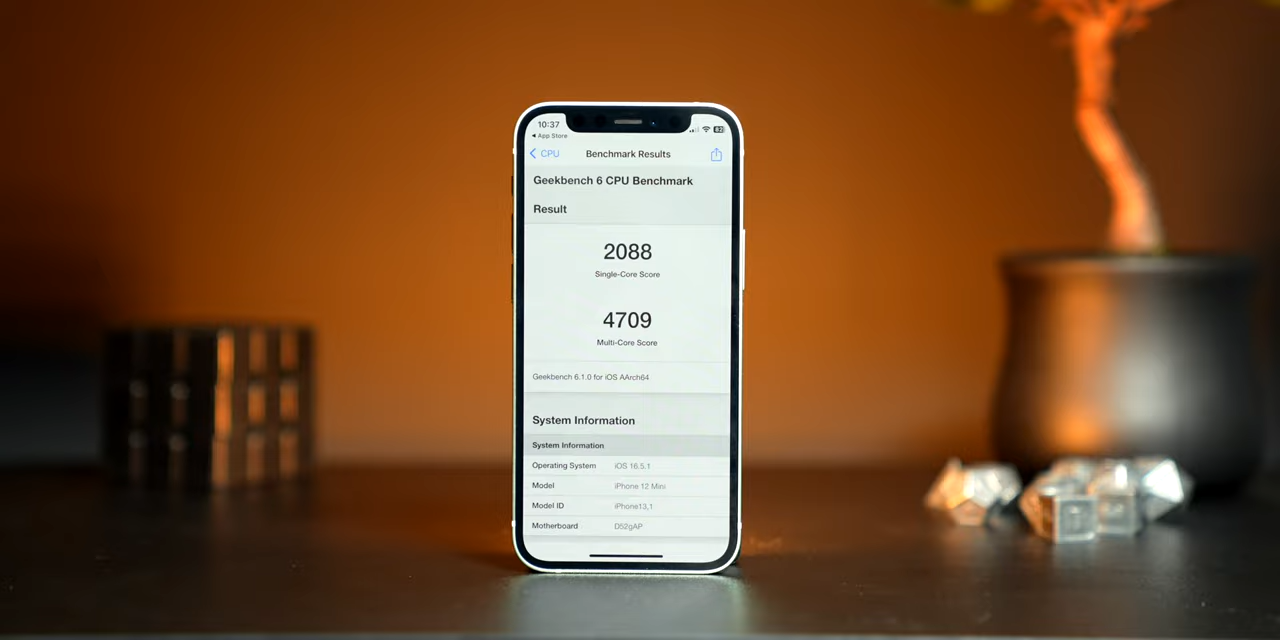 10:37
82
◀ App Store
CPU
Benchmark Results
Geekbench 6 CPU Benchmark
Result
2088
Single-Core Score
4709
Multi-Core Score
Geekbench 6.1.0 for iOS AArch64
System Information
System Information
Operating System iOS 16.5.1
Model iPhone 12 Mini
Model ID iPhone13,1
Motherboard D52gAP